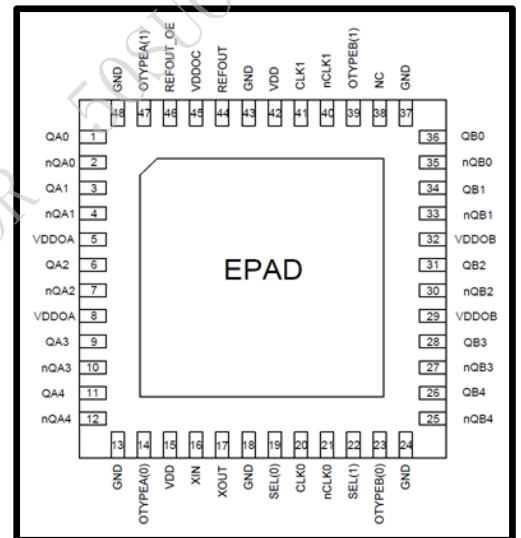 GND OTYPEA(1) REFOUT_OE VDDOC REFOUT GND VDD CLK1 nCLK1 OTYPEB(1) NC GND
48 47 46 45 44 43 42 41 40 39 38 37
QA0 1 36 QB0
nQA0 2 35 nQB0
QA1 3 34 QB1
nQA1 4 33 nQB1
VDDOA 5 32 VDDOB
QA2 6 31 QB2
EPAD
nQA2 7 30 nQB2
VDDOA 8 29 VDDOB
QA3 9 28 QB3
nQA3 10 27 nQB3
QA4 11 26 QB4
nQA4 12 25 nQB4
13 14 15 16 17 18 19 20 21 22 23 24
GND OTYPEA(0) VDD XIN XOUT GND SEL(0) CLK0 nCLK0 SEL(1) OTYPEB(0) GND